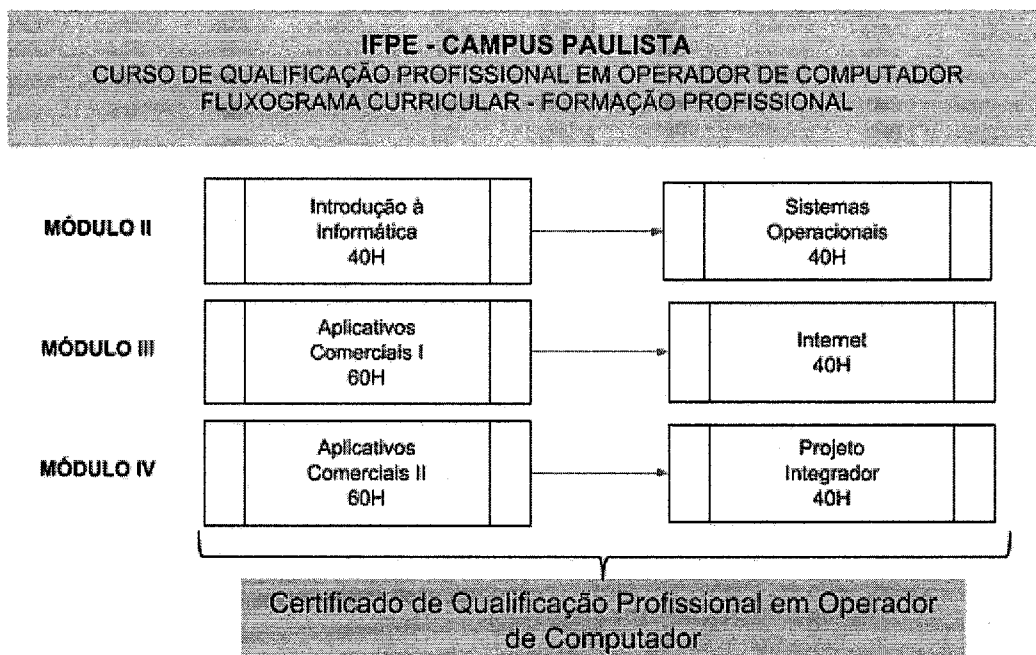 IFPE - CAMPUS PAULISTA
CURSO DE QUALIFICAÇÃO PROFISSIONAL EM OPERADOR DE COMPUTADOR
FLUXOGRAMA CURRICULAR - FORMAÇÃO PROFISSIONAL
MÓDULO II
Introdução à
Informática
40H
Sistemas
Operacionais
40H
MÓDULO III
Aplicativos
Comerciais I
60H
Internet
40H
MÓDULO IV
Aplicativos
Comerciais II
60H
Projeto
Integrador
40H
Certificado de Qualificação Profissional em Operador
de Computador